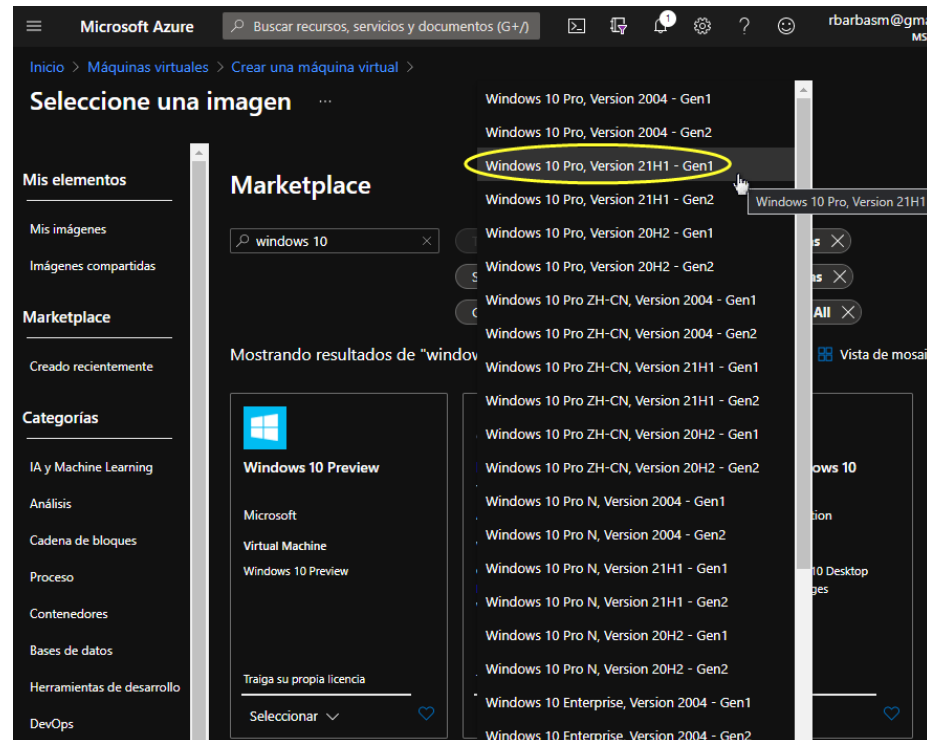 Microsoft Azure
Buscar recursos, servicios y documentos (G+/)
1
rbarbasm@gma
MS
Inicio > Máquinas virtuales > Crear una máquina virtual >
Seleccione una imagen ...
Mis elementos
Mis imágenes
Imágenes compartidas
Marketplace
Creado recientemente
Categorías
IA y Machine Learning
Análisis
Cadena de bloques
Proceso
Contenedores
Bases de datos
Herramientas de desarrollo
DevOps
Marketplace
windows 10
Mostrando resultados de "window
Vista de mosai
All
Windows 10 Preview
Microsoft
Virtual Machine
Windows 10 Preview
Traiga su propia licencia
Seleccionar
Windows 10 Pro, Version 2004 - Gen1
Windows 10 Pro, Version 2004 - Gen2
Windows 10 Pro, Version 21H1 - Gen1
Windows 10 Pro, Version 21H1
Windows 10 Pro, Version 21H1 - Gen2
Windows 10 Pro, Version 20H2 - Gen1
Windows 10 Pro, Version 20H2 - Gen2
Windows 10 Pro ZH-CN, Version 2004 - Gen1
Windows 10 Pro ZH-CN, Version 2004 - Gen2
Windows 10 Pro ZH-CN, Version 21H1 - Gen1
Windows 10 Pro ZH-CN, Version 21H1 - Gen2
Windows 10 Pro ZH-CN, Version 20H2 - Gen1
Windows 10 Pro ZH-CN, Version 20H2 - Gen2
Windows 10 Pro N, Version 2004 - Gen1
Windows 10 Pro N, Version 2004 - Gen2
Windows 10 Pro N, Version 21H1 - Gen1
Windows 10 Pro N, Version 21H1 - Gen2
Windows 10 Pro N, Version 20H2 - Gen1
Windows 10 Pro N, Version 20H2 - Gen2
Windows 10 Enterprise, Version 2004 - Gen1
Windows 10 Enterprise, Version 2004 - Gen2
ows 10
tion
10 Desktop
ges